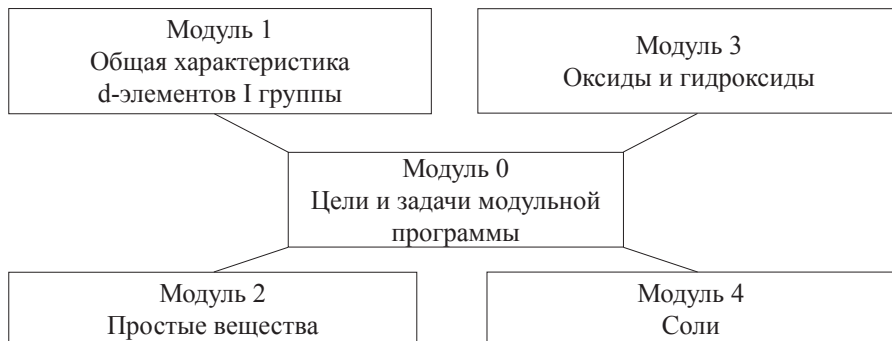 Модуль 1
Общая характеристика
d-элементов I группы
Модуль 3
Оксиды и гидроксиды
Модуль 0
Цели и задачи модульной
программы
Модуль 2
Простые вещества
Модуль 4
Соли